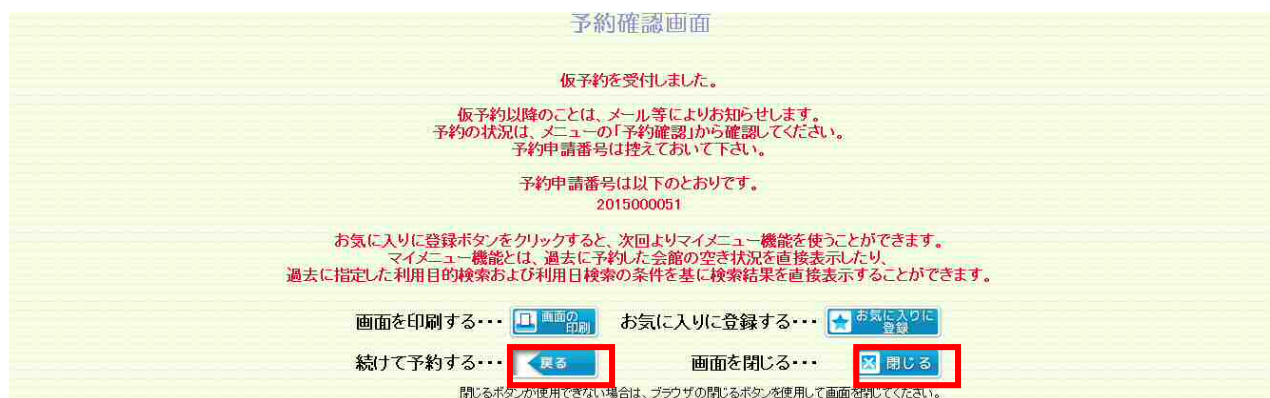 予約確認画面
仮予約を受付しました。
仮予約以降のことは、メール等によりお知らせします。
予約の状況は、メニューの「予約確認」から確認してください。
予約申請番号は控えておいて下さい。
予約申請番号は以下のとおりです。
2015000051
お気に入りに登録ボタンをクリックすると、次回よりマイメニュー機能を使うことができます。
マイメニュー機能とは、過去に予約した会館の空き状況を直接表示したり、
過去に指定した利用目的検索および利用日検索の条件を基に検索結果を直接表示することができます。
画面を印刷する・・・ 画面の印刷 お気に入りに登録する・・・ お気に入りに登録
続けて予約する・・・ 戻る 画面を閉じる・・・ 閉じる
閉じるボタンが使用できない場合は、ブラウザの閉じるボタンを使用して画面を閉じてください。